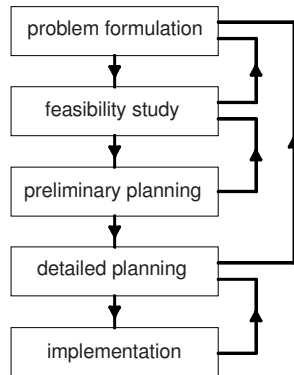 problem formulation
feasibility study
preliminary planning
detailed planning
implementation